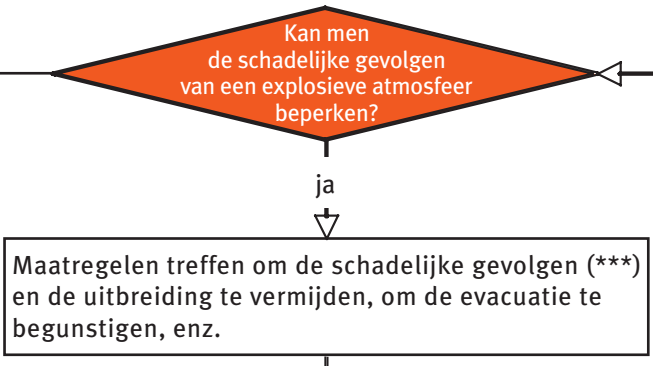 Kan men
de schadelijke gevolgen
van een explosieve atmosfeer
beperken?
ja
Maatregelen treffen om de schadelijke gevolgen (***)
en de uitbreiding te vermijden, om de evacuatie te
begunstigen, enz.